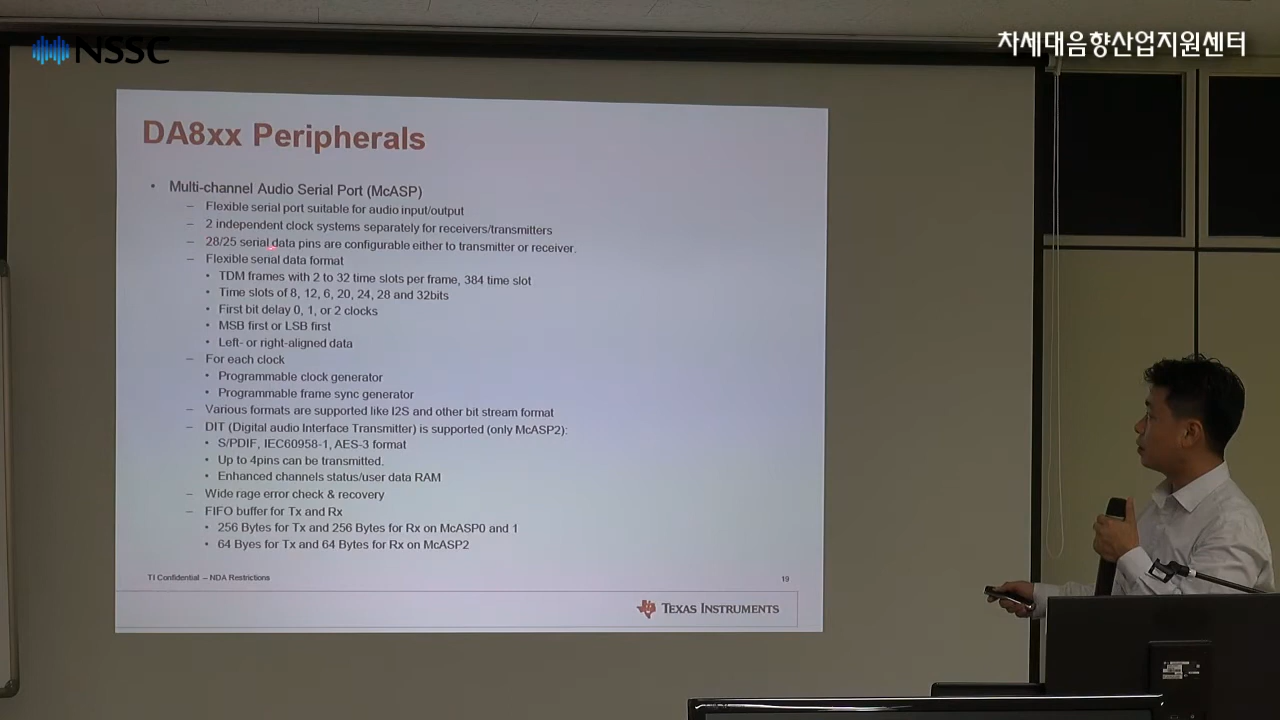 NSSC
차세대음향산업지원센터
DA8xx Peripherals
• Multi-channel Audio Serial Port (McASP)
– Flexible serial port suitable for audio input/output
– 2 independent clock systems separately for receivers/transmitters
– 28/25 serial data pins are configurable either to transmitter or receiver.
– Flexible serial data format
• TDM frames with 2 to 32 time slots per frame, 384 time slot
• Time slots of 8, 12, 6, 20, 24, 28 and 32bits
• First bit delay 0, 1, or 2 clocks
• MSB first or LSB first
• Left- or right-aligned data
– For each clock
• Programmable clock generator
• Programmable frame sync generator
– Various formats are supported like I2S and other bit stream format
– DIT (Digital audio Interface Transmitter) is supported (only McASP2):
• S/PDIF, IEC60958-1, AES-3 format
• Up to 4pins can be transmitted.
• Enhanced channels status/user data RAM
– Wide rage error check & recovery
– FIFO buffer for Tx and Rx
• 256 Bytes for Tx and 256 Bytes for Rx on McASP0 and 1
• 64 Byes for Tx and 64 Bytes for Rx on McASP2
TI Confidential – NDA Restrictions
19
TEXAS INSTRUMENTS